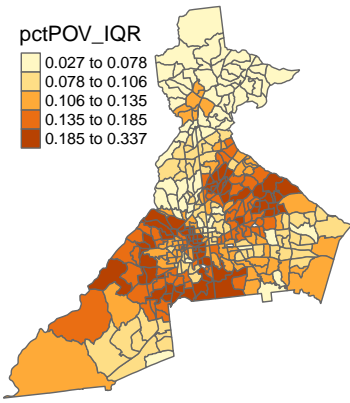 pctPOV_IQR
0.027 to 0.078
0.078 to 0.106
0.106 to 0.135
0.135 to 0.185
0.185 to 0.337